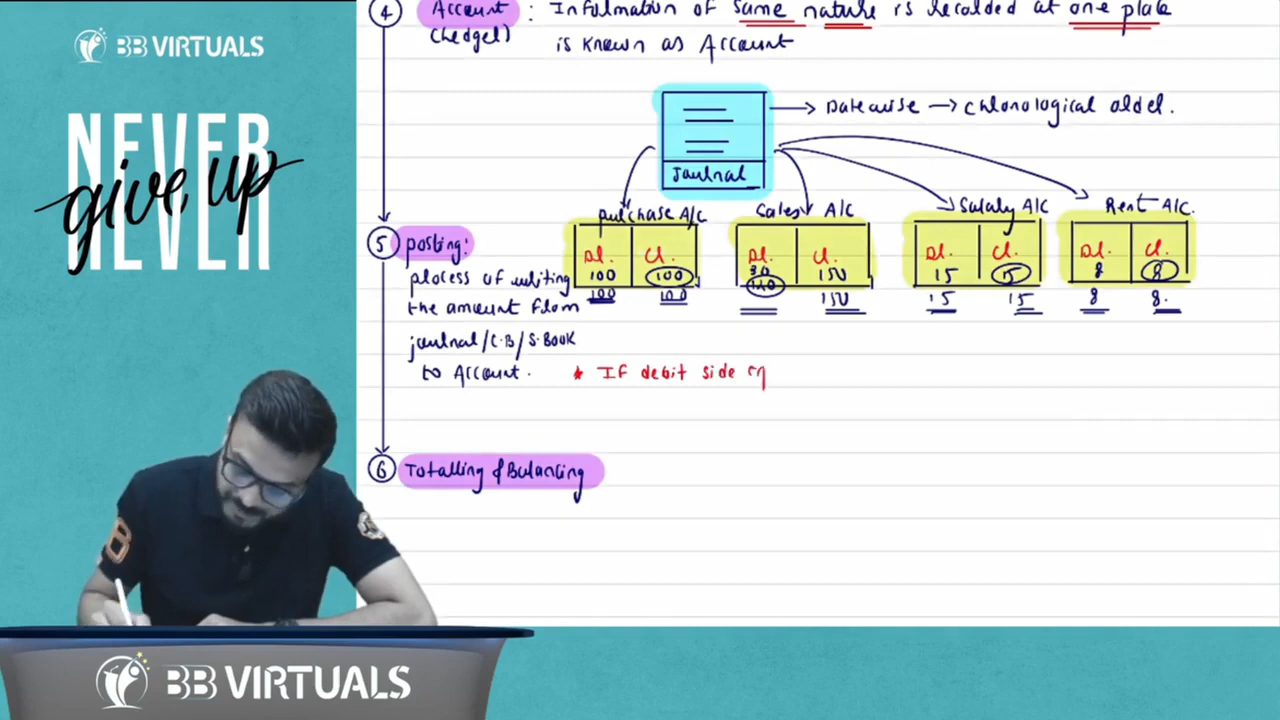 BB VIRTUALS
NEVER
give up
NEVER
④ Account : Information of same nature is recorded at one place
(Ledger) is known as Account
Datewise → chronological order.
Journal
Purchase A/C Sales A/C Salary A/C Rent A/C.
⑤ posting:
Dr. Cr. Dr. Cr. Dr. Cr. Dr. Cr.
process of writing 100 100 30 150 15 15 8 8
120
the amount from 100 100 150 15 15 8 8.
journal/C.B/S.Book
to Account. * If debit side of
⑥ Totalling & Balancing
B
BB VIRTUALS